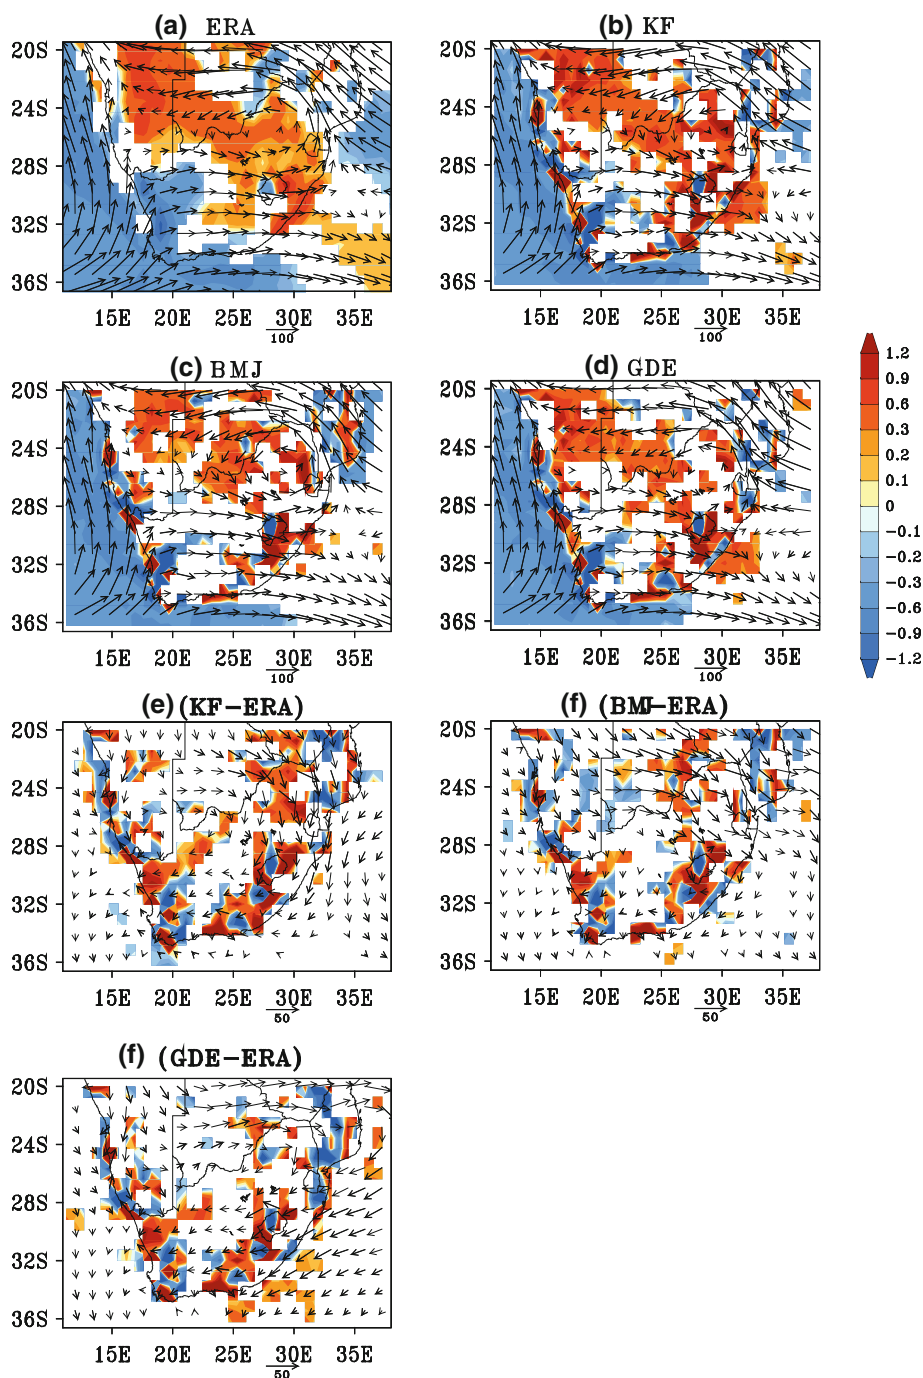 (a) ERA
(b) KF
20S
24S
28S
32S
36S
15E 20E 25E 30E 35E
100
20S
24S
28S
32S
36S
15E 20E 25E 30E 35E
100
(c) BMJ
(d) GDE
20S
24S
28S
32S
36S
15E 20E 25E 30E 35E
100
20S
24S
28S
32S
36S
15E 20E 25E 30E 35E
100
1.2
0.9
0.6
0.3
0.2
0.1
0
-0.1
-0.2
-0.3
-0.6
-0.9
-1.2
(e) (KF-ERA)
(f) (BMJ-ERA)
20S
24S
28S
32S
36S
15E 20E 25E 30E 35E
50
20S
24S
28S
32S
36S
15E 20E 25E 30E 35E
50
(f) (GDE-ERA)
20S
24S
28S
32S
36S
15E 20E 25E 30E 35E
50